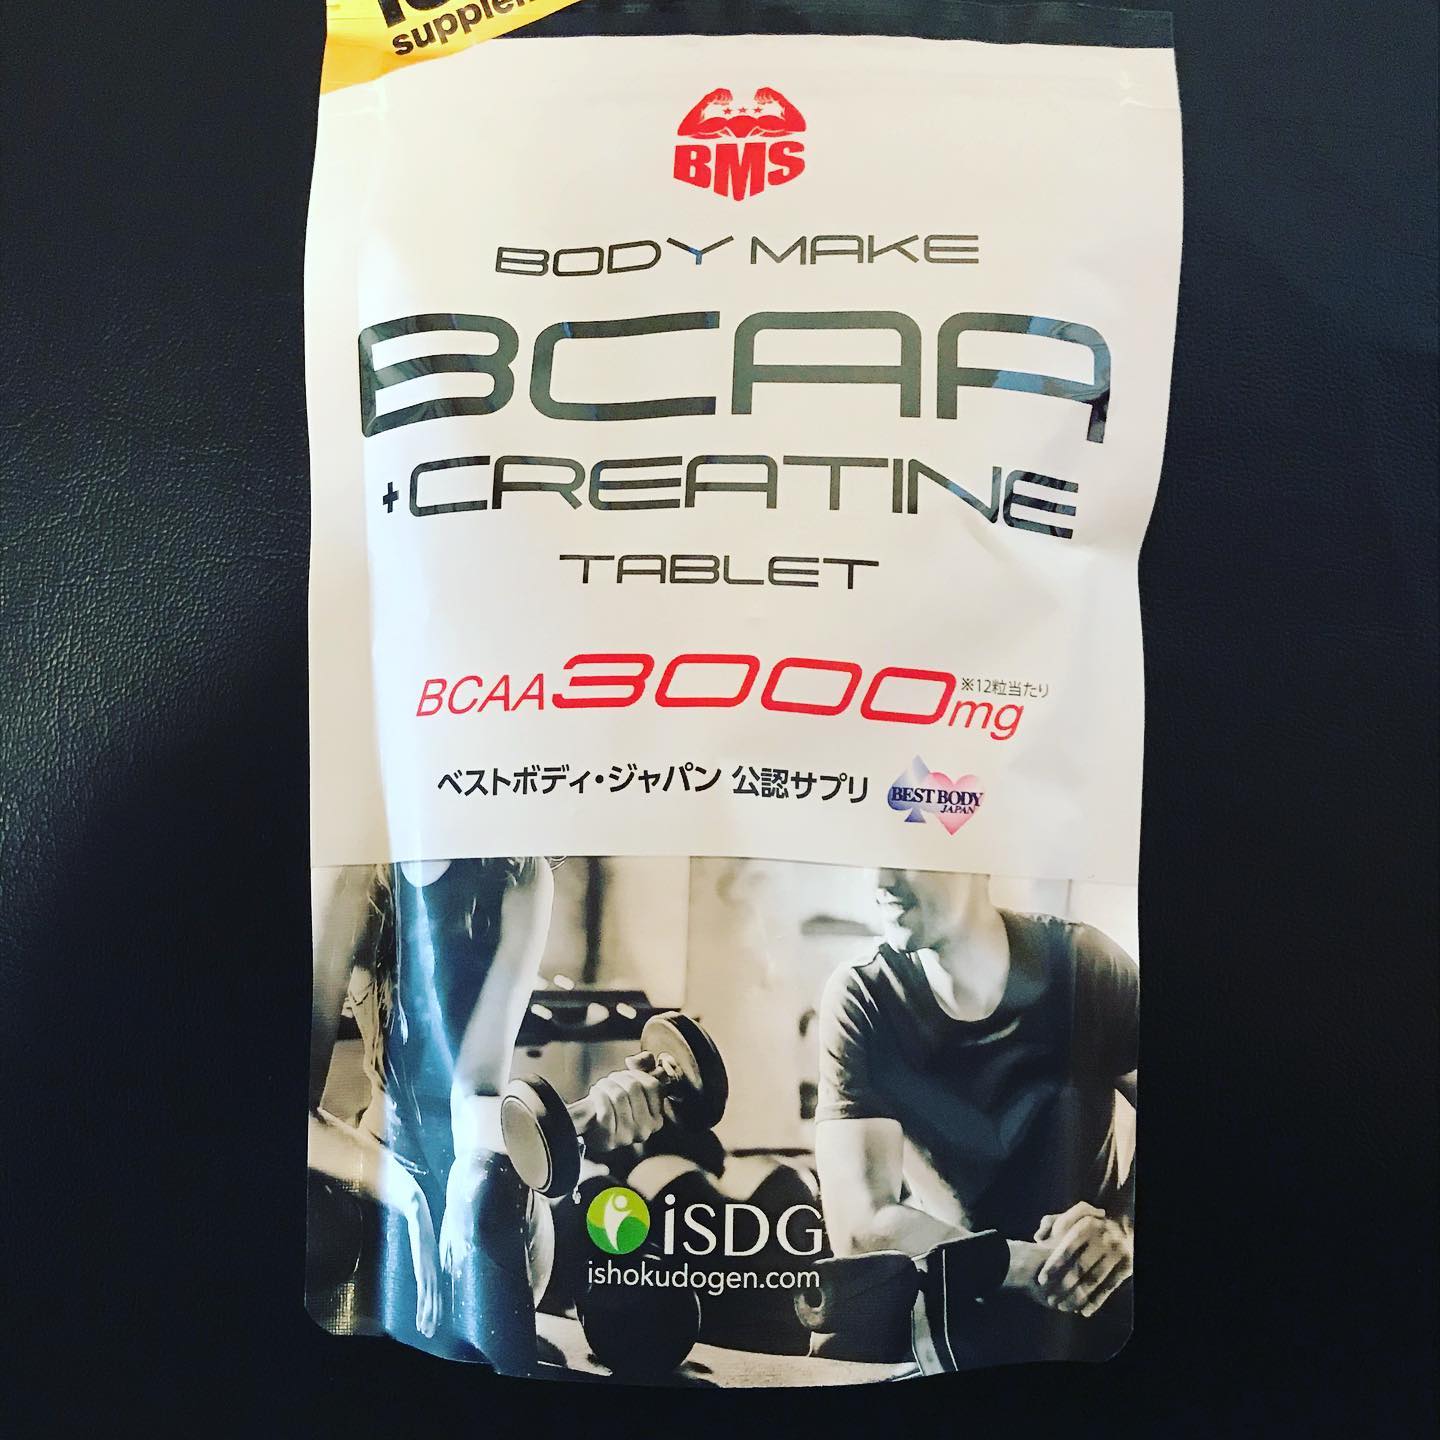 supplem
BMS
BODY MAKE
BCAA
+CREATINE
TABLET
BCAA3000mg ※12粒当たり
ベストボディ・ジャパン 公認サプリ
BEST BODY
JAPAN
iSDG
ishokudogen.com